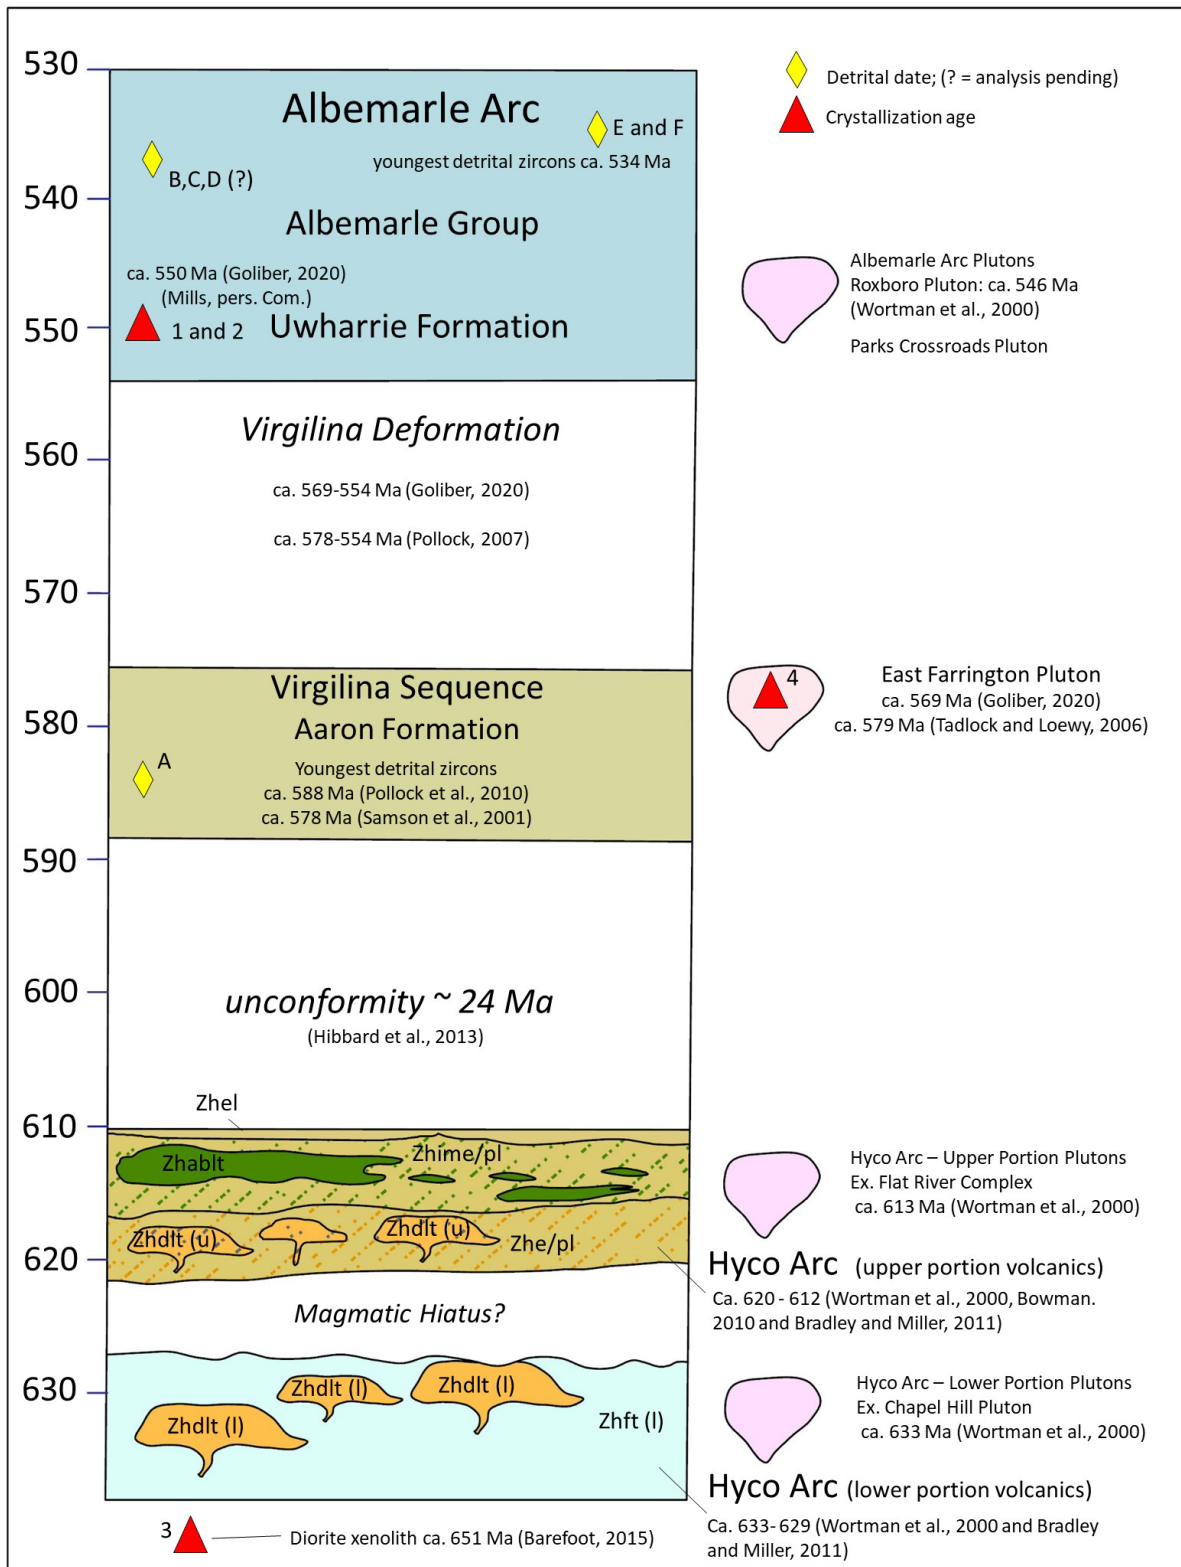 530
Detrital date; (? = analysis pending)
Crystallization age
Albemarle Arc
E and F
youngest detrital zircons ca. 534 Ma
B,C,D (?)
540
Albemarle Group
ca. 550 Ma (Goliber, 2020)
(Mills, pers. Com.)
1 and 2
Uwharrie Formation
550
Albemarle Arc Plutons
Roxboro Pluton: ca. 546 Ma
(Wortman et al., 2000)
Parks Crossroads Pluton
Virgilina Deformation
560
ca. 569-554 Ma (Goliber, 2020)
ca. 578-554 Ma (Pollock, 2007)
570
Virgilina Sequence
Aaron Formation
580
A
Youngest detrital zircons
ca. 588 Ma (Pollock et al., 2010)
ca. 578 Ma (Samson et al., 2001)
4
East Farrington Pluton
ca. 569 Ma (Goliber, 2020)
ca. 579 Ma (Tadlock and Loewy, 2006)
590
600
unconformity ~ 24 Ma
(Hibbard et al., 2013)
Zhel
610
Zhablt
Zhime/pl
Zhdlt (u)
Zhdlt (u)
Zhe/pl
620
Hyco Arc – Upper Portion Plutons
Ex. Flat River Complex
ca. 613 Ma (Wortman et al., 2000)
Hyco Arc (upper portion volcanics)
Ca. 620 - 612 (Wortman et al., 2000, Bowman.
2010 and Bradley and Miller, 2011)
Magmatic Hiatus?
630
Zhdlt (l)
Zhdlt (l)
Zhdlt (l)
Zhft (l)
Hyco Arc – Lower Portion Plutons
Ex. Chapel Hill Pluton
ca. 633 Ma (Wortman et al., 2000)
Hyco Arc (lower portion volcanics)
Ca. 633- 629 (Wortman et al., 2000 and Bradley
and Miller, 2011)
3
Diorite xenolith ca. 651 Ma (Barefoot, 2015)